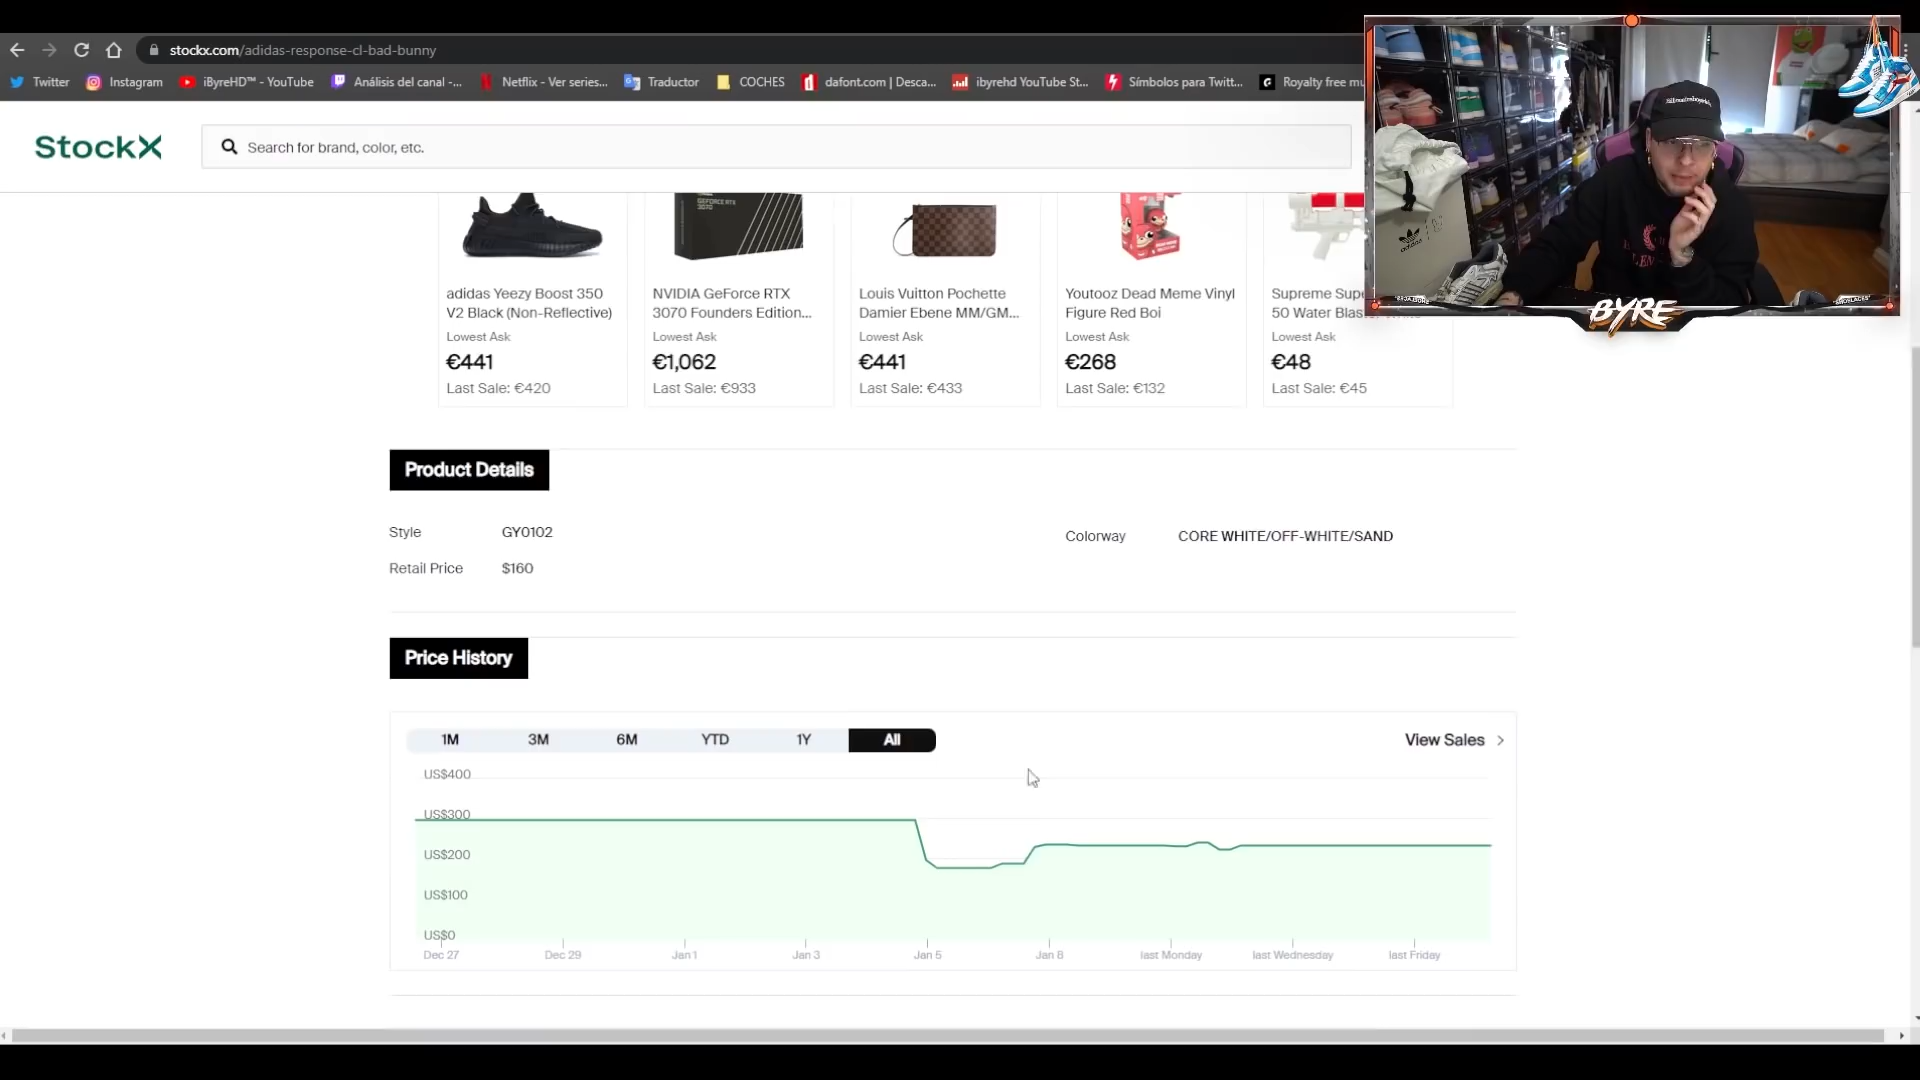 stockx.com/adidas-response-cl-bad-bunny
Twitter Instagram iByreHD™ - YouTube Análisis del canal -... Netflix - Ver series... Traductor COCHES dafont.com | Desca... ibyrehd YouTube St... Símbolos para Twitt... Royalty free mu
StockX
Search for brand, color, etc.
BYRE
adidas
GEFORCE RTX
3070
adidas Yeezy Boost 350
V2 Black (Non-Reflective)
Lowest Ask
€441
Last Sale: €420
NVIDIA GeForce RTX
3070 Founders Edition...
Lowest Ask
€1,062
Last Sale: €933
Louis Vuitton Pochette
Damier Ebene MM/GM...
Lowest Ask
€441
Last Sale: €433
Youtooz Dead Meme Vinyl
Figure Red Boi
Lowest Ask
€268
Last Sale: €132
Supreme Supe
50 Water Blas
Lowest Ask
€48
Last Sale: €45
Product Details
Style GY0102
Colorway CORE WHITE/OFF-WHITE/SAND
Retail Price $160
Price History
1M 3M 6M YTD 1Y All
View Sales
US$400
US$300
US$200
US$100
US$0
Dec 27 Dec 29 Jan 1 Jan 3 Jan 5 Jan 8 last Monday last Wednesday last Friday